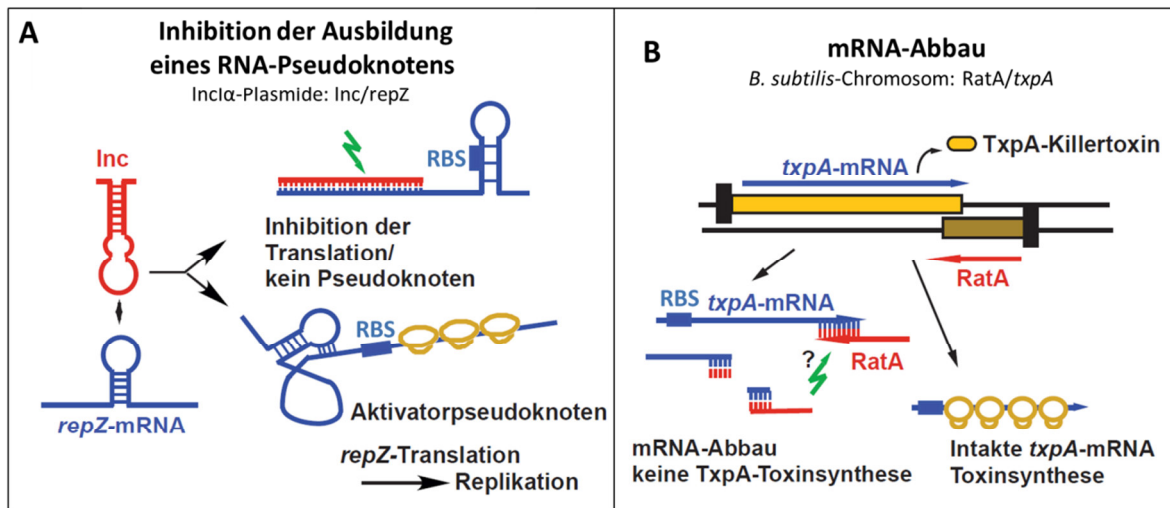 A
Inhibition der Ausbildung
eines RNA-Pseudoknotens
IncIα-Plasmide: Inc/repZ
Inc
RBS
Inhibition der
Translation/
kein Pseudoknoten
RBS
Aktivatorpseudoknoten
repZ-mRNA
repZ-Translation
Replikation
B
mRNA-Abbau
B. subtilis-Chromosom: RatA/txpA
TxpA-Killertoxin
txpA-mRNA
RatA
RBS txpA-mRNA
RatA
?
mRNA-Abbau
keine TxpA-Toxinsynthese
Intakte txpA-mRNA
Toxinsynthese